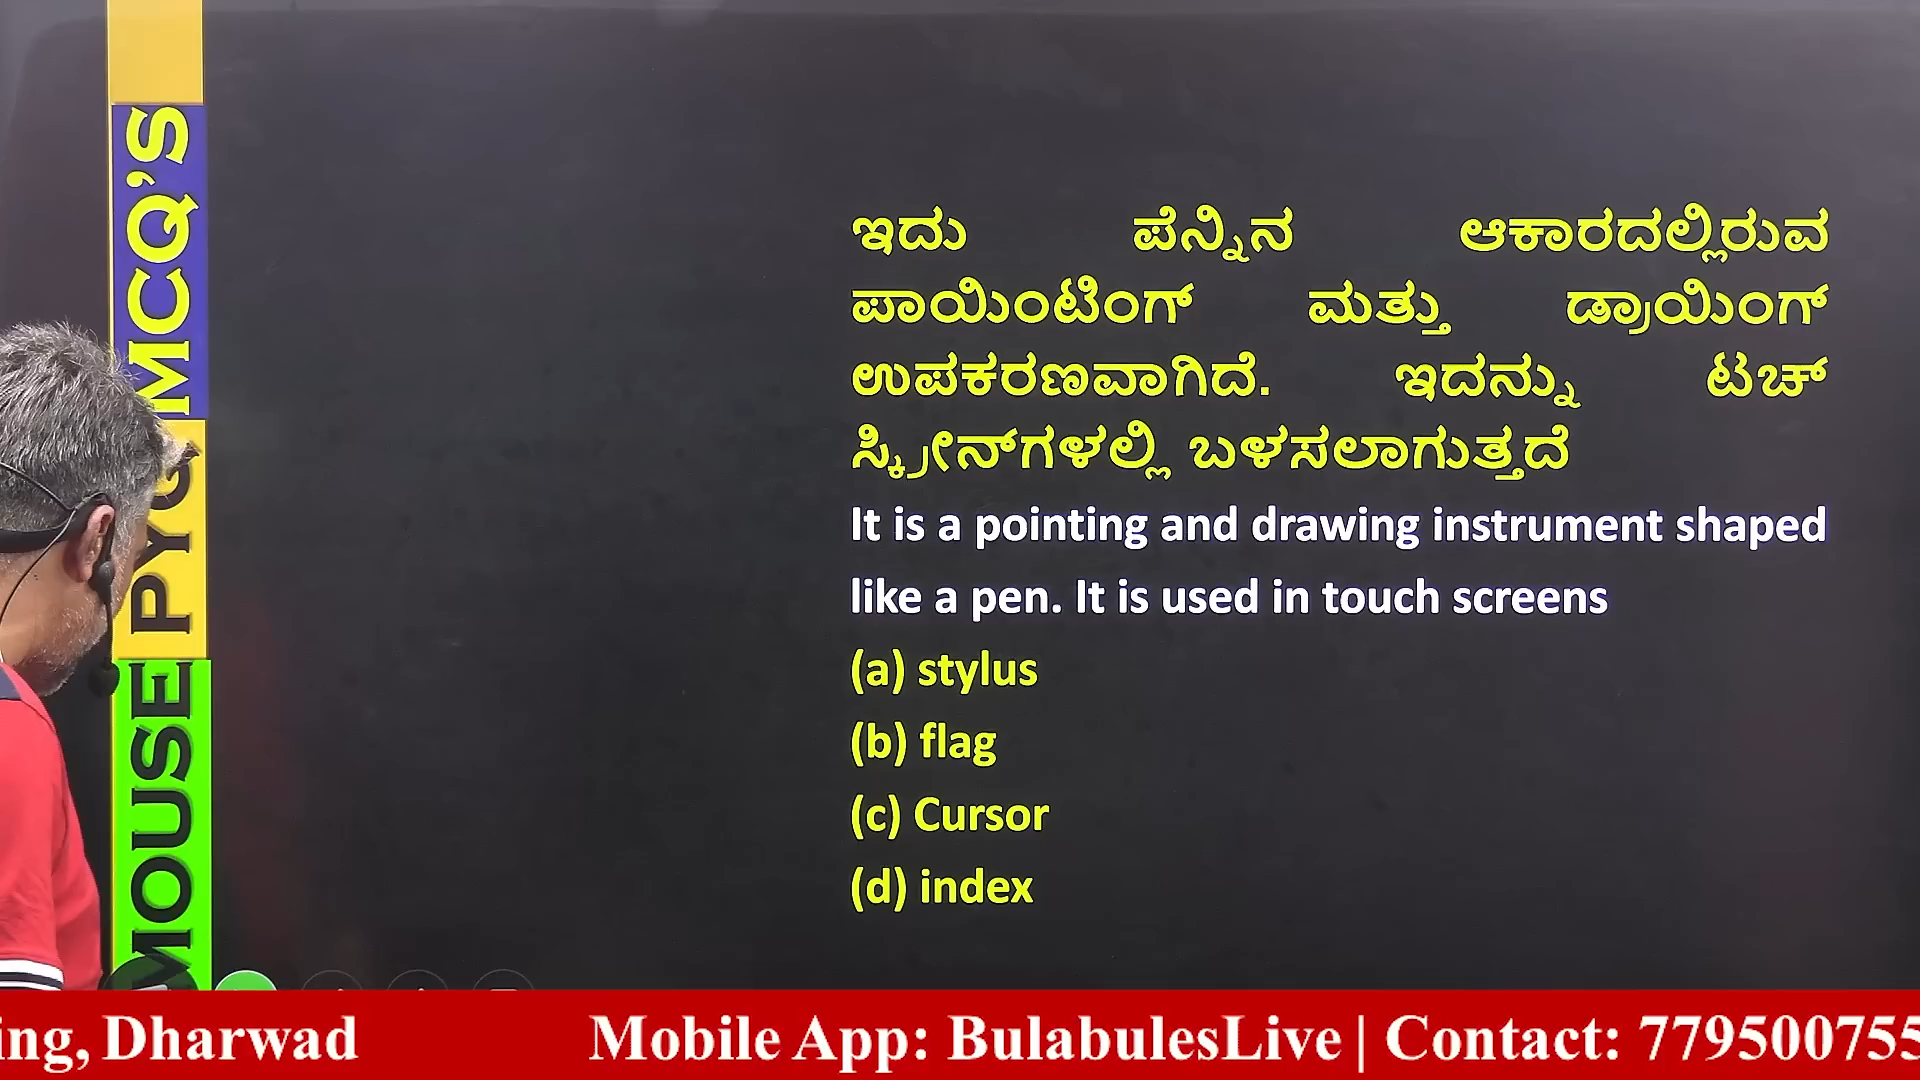 MCQ'S
PYQ
MOUSE
ಇದು ಪೆನ್ನಿನ ಆಕಾರದಲ್ಲಿರುವ
ಪಾಯಿಂಟಿಂಗ್ ಮತ್ತು ಡ್ರಾಯಿಂಗ್
ಉಪಕರಣವಾಗಿದೆ. ಇದನ್ನು ಟಚ್
ಸ್ಕ್ರೀನ್‌ಗಳಲ್ಲಿ ಬಳಸಲಾಗುತ್ತದೆ
It is a pointing and drawing instrument shaped
like a pen. It is used in touch screens
(a) stylus
(b) flag
(c) Cursor
(d) index
ing, Dharwad Mobile App: BulabulesLive | Contact: 779500755